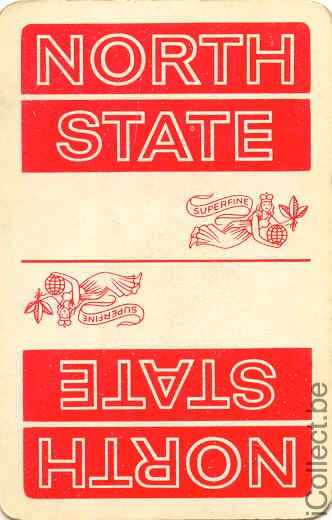 NORTH
STATE
SUPERFINE
SUPERFINE
STATE
NORTH
iCollect.be